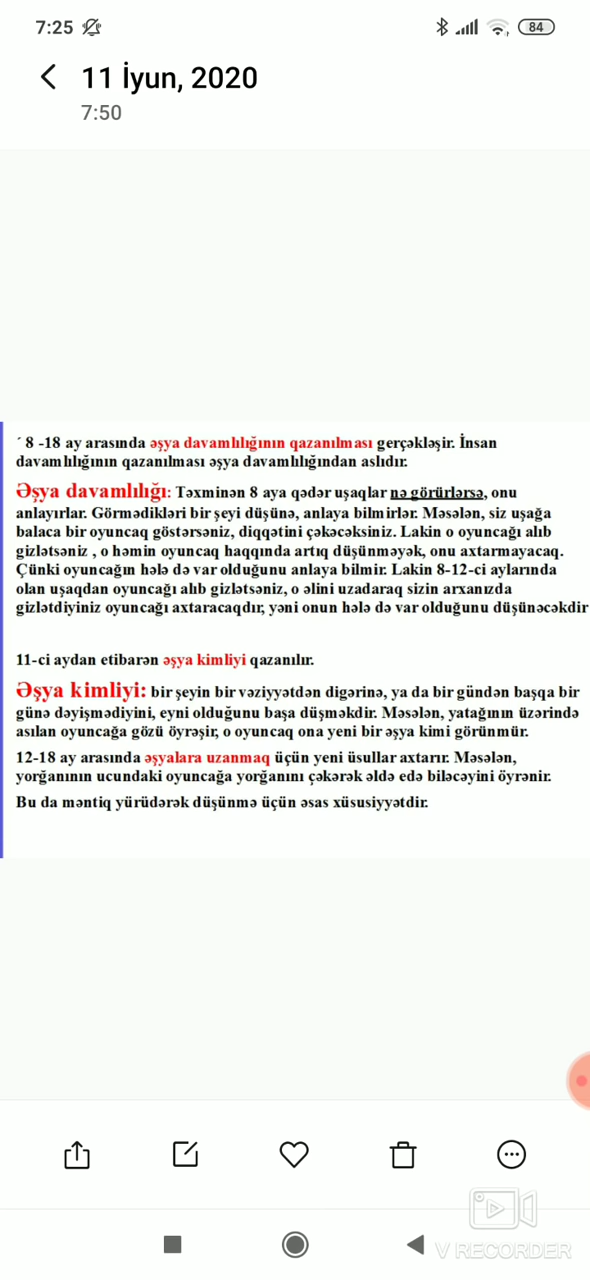 7:25
84
11 İyun, 2020
7:50
´ 8 -18 ay arasında əşya davamlılığının qazanılması gerçəkləşir. İnsan
davamlılığının qazanılması əşya davamlılığından aslıdır.
Əşya davamlılığı: Təxminən 8 aya qədər uşaqlar nə görürlərsə, onu
anlayırlar. Görmədikləri bir şeyi düşünə, anlaya bilmirlər. Məsələn, siz uşağa
balaca bir oyuncaq göstərsəniz, diqqətini çəkəcəksiniz. Lakin o oyuncağı alıb
gizlətsəniz , o həmin oyuncaq haqqında artıq düşünməyək, onu axtarmayacaq.
Çünki oyuncağın hələ də var olduğunu anlaya bilmir. Lakin 8-12-ci aylarında
olan uşaqdan oyuncağı alıb gizlətsəniz, o əlini uzadaraq sizin arxanızda
gizlətdiyiniz oyuncağı axtaracaqdır, yəni onun hələ də var olduğunu düşünəcəkdir
11-ci aydan etibarən əşya kimliyi qazanılır.
Əşya kimliyi: bir şeyin bir vəziyyətdən digərinə, ya da bir gündən başqa bir
günə dəyişmədiyini, eyni olduğunu başa düşməkdir. Məsələn, yatağının üzərində
asılan oyuncağa gözü öyrəşir, o oyuncaq ona yeni bir əşya kimi görünmür.
12-18 ay arasında əşyalara uzanmaq üçün yeni üsullar axtarır. Məsələn,
yorğanının ucundaki oyuncağa yorğanını çəkərək əldə edə biləcəyini öyrənir.
Bu da məntiq yürüdərək düşünmə üçün əsas xüsusiyyətdir.
V RECORDER